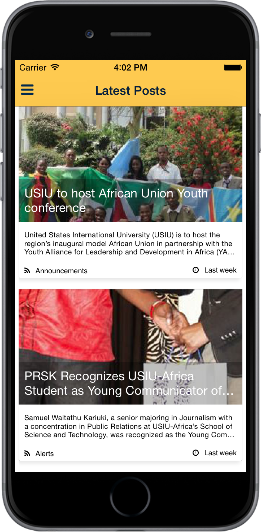 Carrier 4:02 PM
Latest Posts
USIU to host African Union Youth
conference
United States International University (USIU) is to host the
region's inaugural model African Union in partnership with the
Youth Alliance for Leadership and Development in Africa (YA...
Announcements Last week
PRSK Recognizes USIU-Africa
Student as Young Communicator of...
Samuel Waitathu Kariuki, a senior majoring in Journalism with
a concentration in Public Relations at USIU-Africa's School of
Science and Technology, was recognized as the Young Com...
Alerts Last week